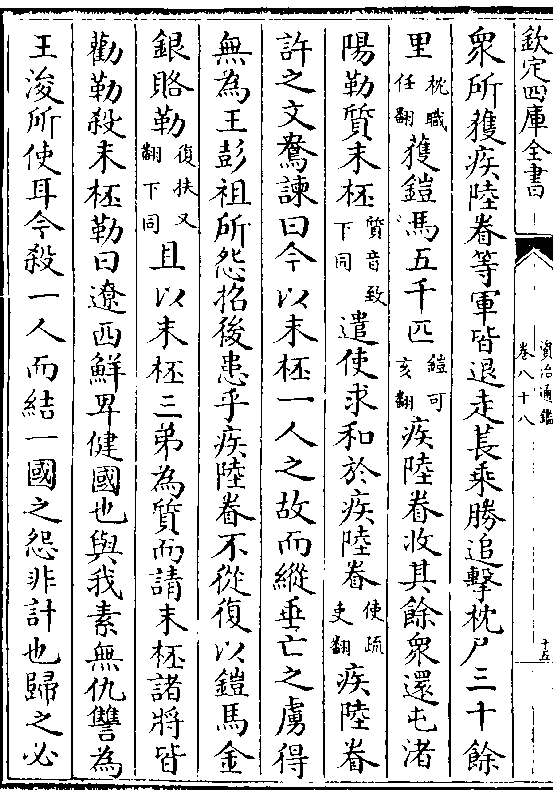 欽定四庫全書
資治通鑑
卷八十八
十五
衆所獲疾陸眷等軍皆退走萇乘勝追擊枕尸三十餘
里枕職任翻獲鎧馬五千匹鎧可亥翻疾陸眷收其餘衆還屯渚
陽勒質末柸質音致下同遣使求和於疾陸眷使疏吏翻疾陸眷
許之文鴦諫曰今以末柸一人之故而縱垂亡之虜得
無為王彭祖所怨招後患乎疾陸眷不從復以鎧馬金
銀賂勒復扶又翻下同且以末柸三弟為質而請末柸諸將皆
勸勒殺末柸勒曰遼西鮮卑健國也與我素無仇讐為
王浚所使耳今殺一人而結一國之怨非計也歸之必